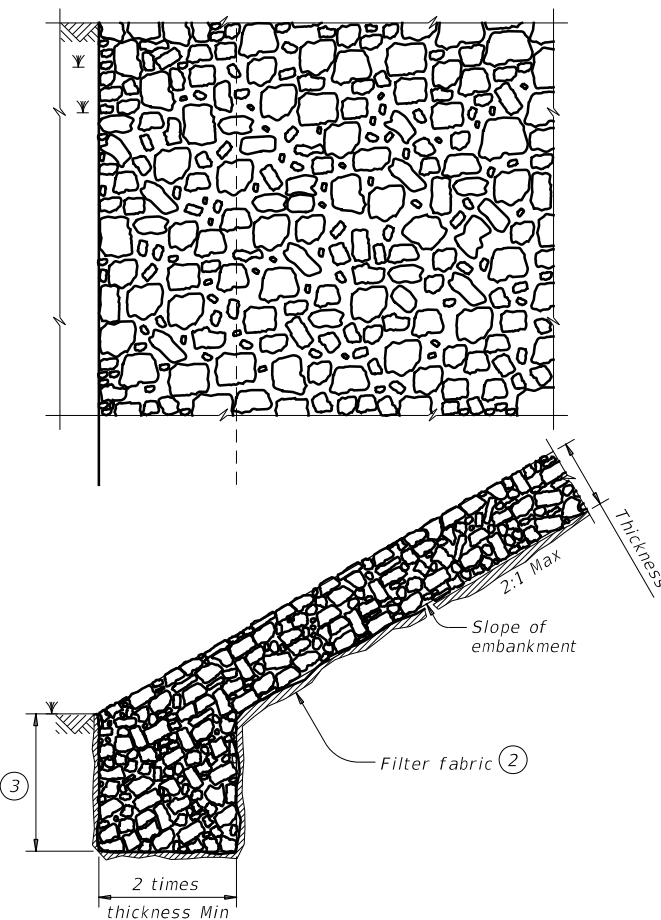 Thickness
2:1 Max
Slope of
embankment
Filter fabric 2
3
2 times
thickness Min